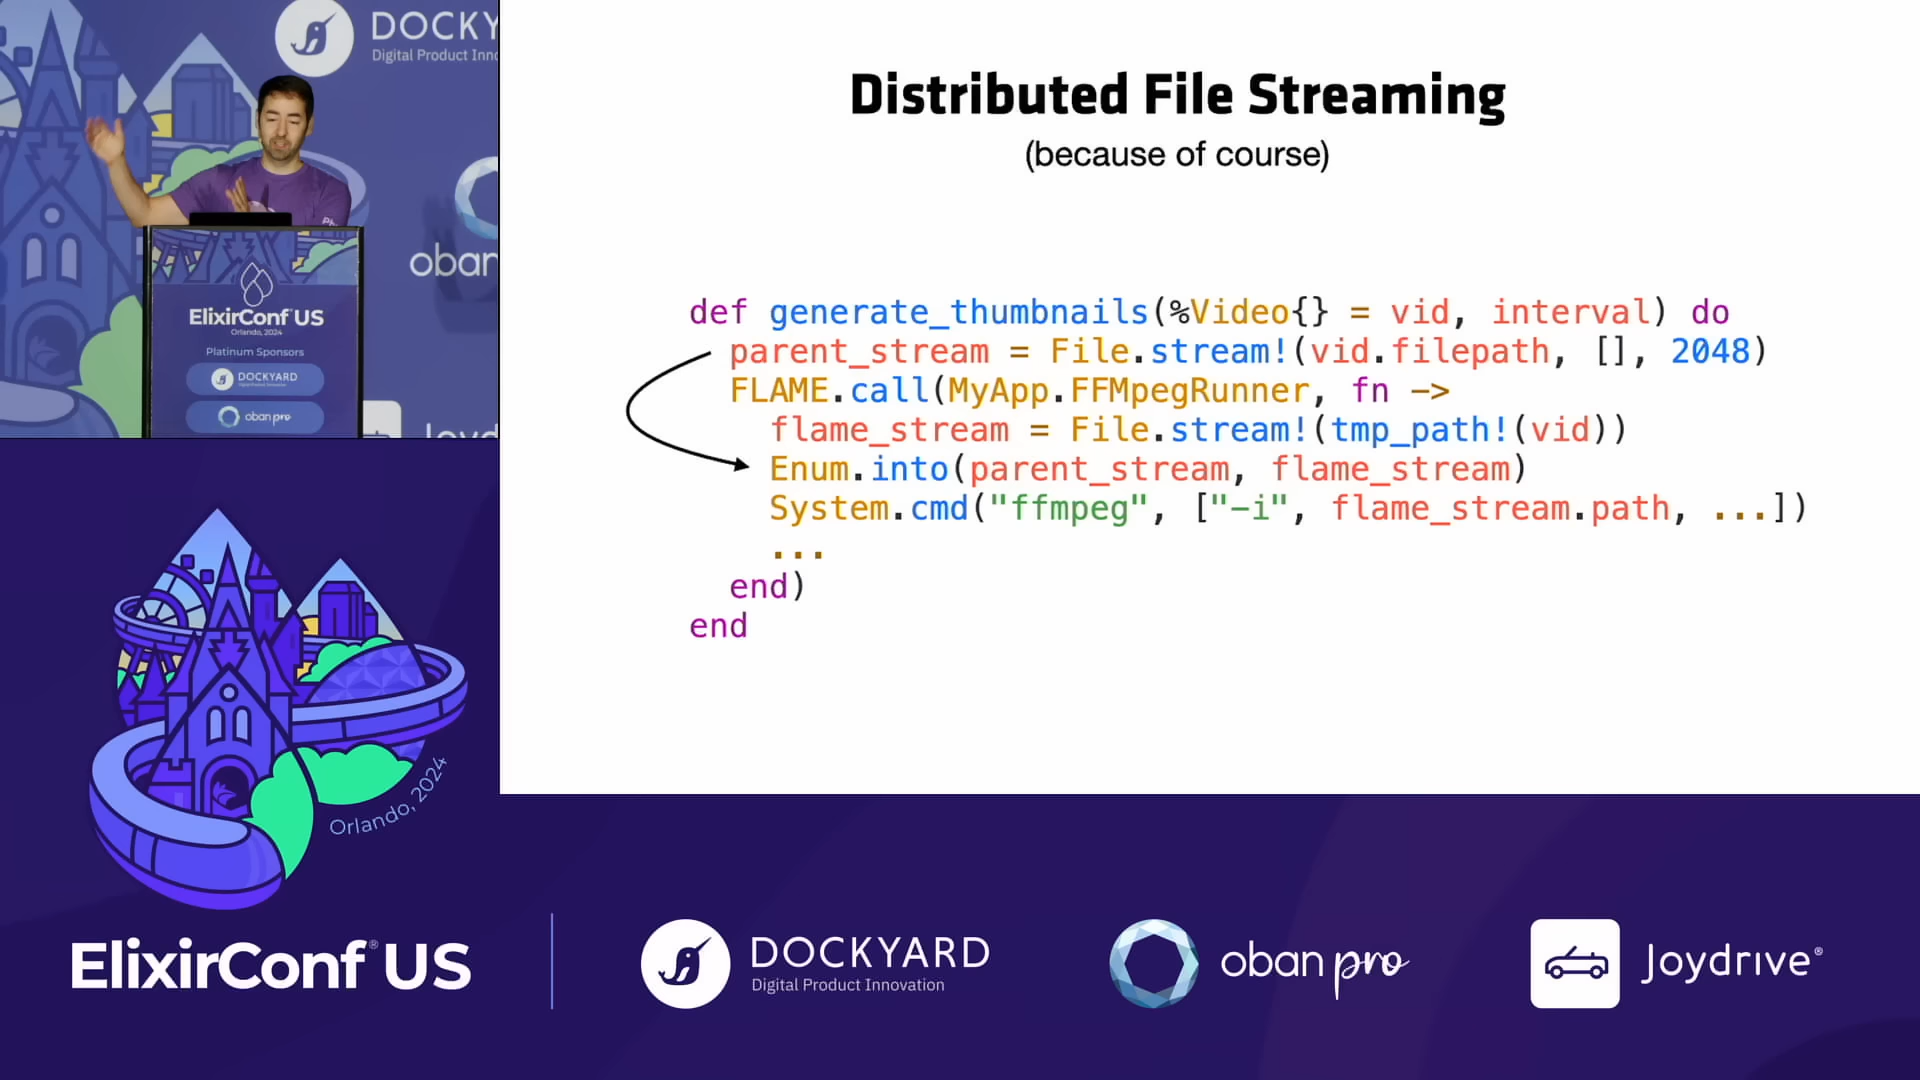 DOCKY
Digital Product Inno
oban
ElixirConf US
Orlando, 2024
Platinum Sponsors
DOCKYARD
oban pro
Joyd
Distributed File Streaming
(because of course)
def generate_thumbnails(%Video{} = vid, interval) do
  parent_stream = File.stream!(vid.filepath, [], 2048)
  FLAME.call(MyApp.FFMpegRunner, fn ->
    flame_stream = File.stream!(tmp_path!(vid))
    Enum.into(parent_stream, flame_stream)
    System.cmd("ffmpeg", ["-i", flame_stream.path, ...])
    ...
  end)
end
Orlando, 2024
ElixirConf® US
DOCKYARD
Digital Product Innovation
oban pro
Joydrive®